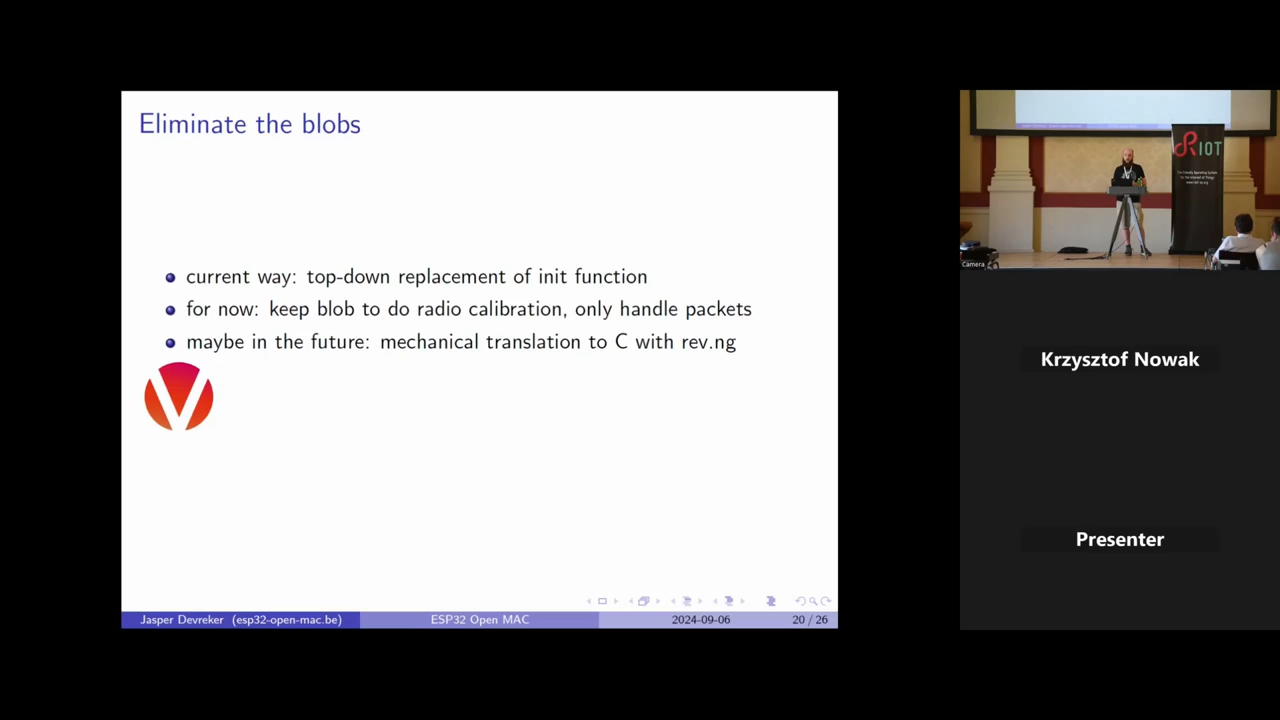 Eliminate the blobs
current way: top-down replacement of init function
for now: keep blob to do radio calibration, only handle packets
maybe in the future: mechanical translation to C with rev.ng
Jasper Devreker (esp32-open-mac.be)
ESP32 Open MAC
2024-09-06
20 / 26
RIOT
Camera
Krzysztof Nowak
Presenter